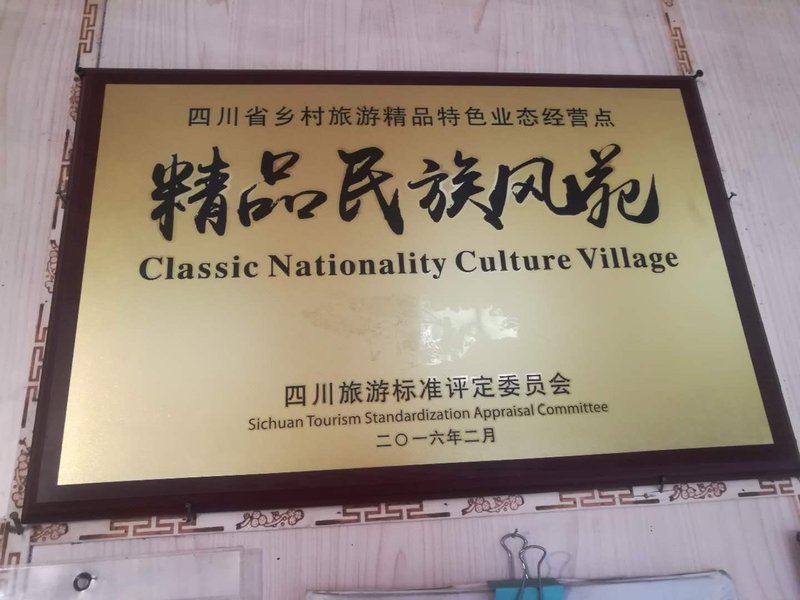 四川省乡村旅游精品特色业态经营点
精品民族风苑
Classic Nationality Culture Village
四川旅游标准评定委员会
Sichuan Tourism Standardization Appraisal Committee
二〇一六年二月